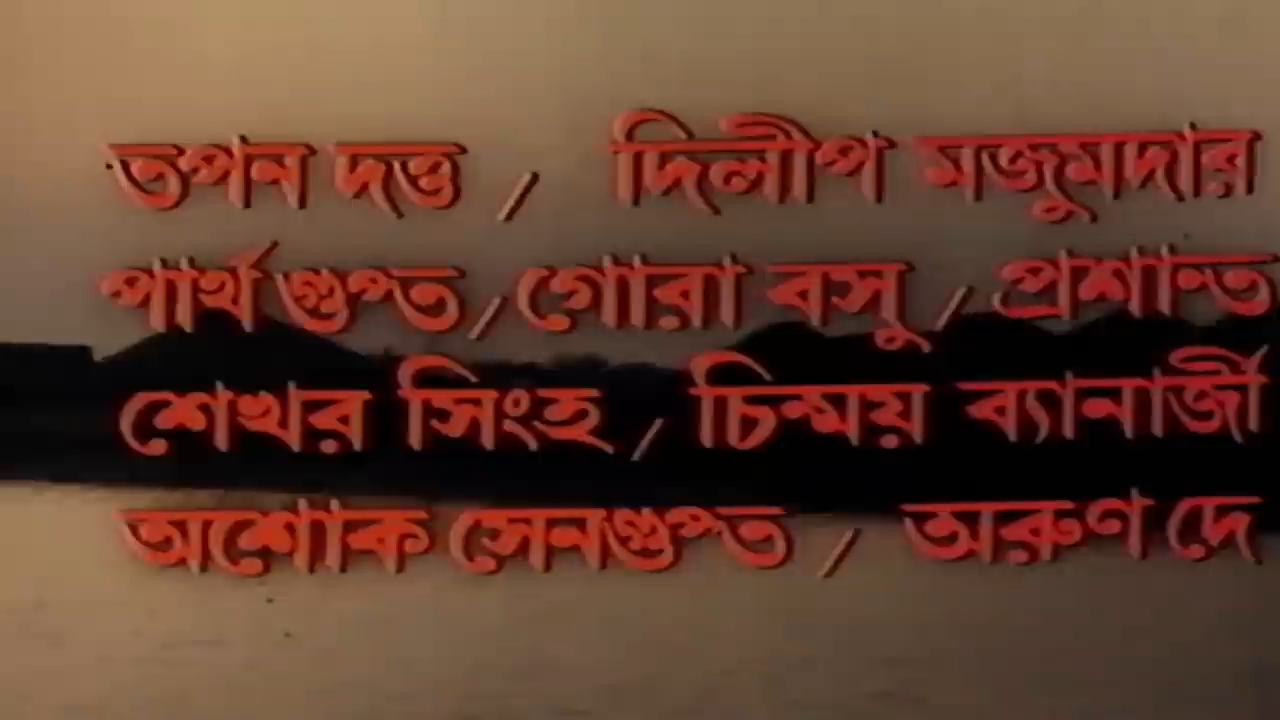 তপন দত্ত / দিলীপ মজুমদার
পার্থ গুপ্ত / গোরা বসু / প্রশান্ত
শেখর সিংহ / চিন্ময় ব্যানার্জী
অশোক সেনগুপ্ত / অরুণ দে